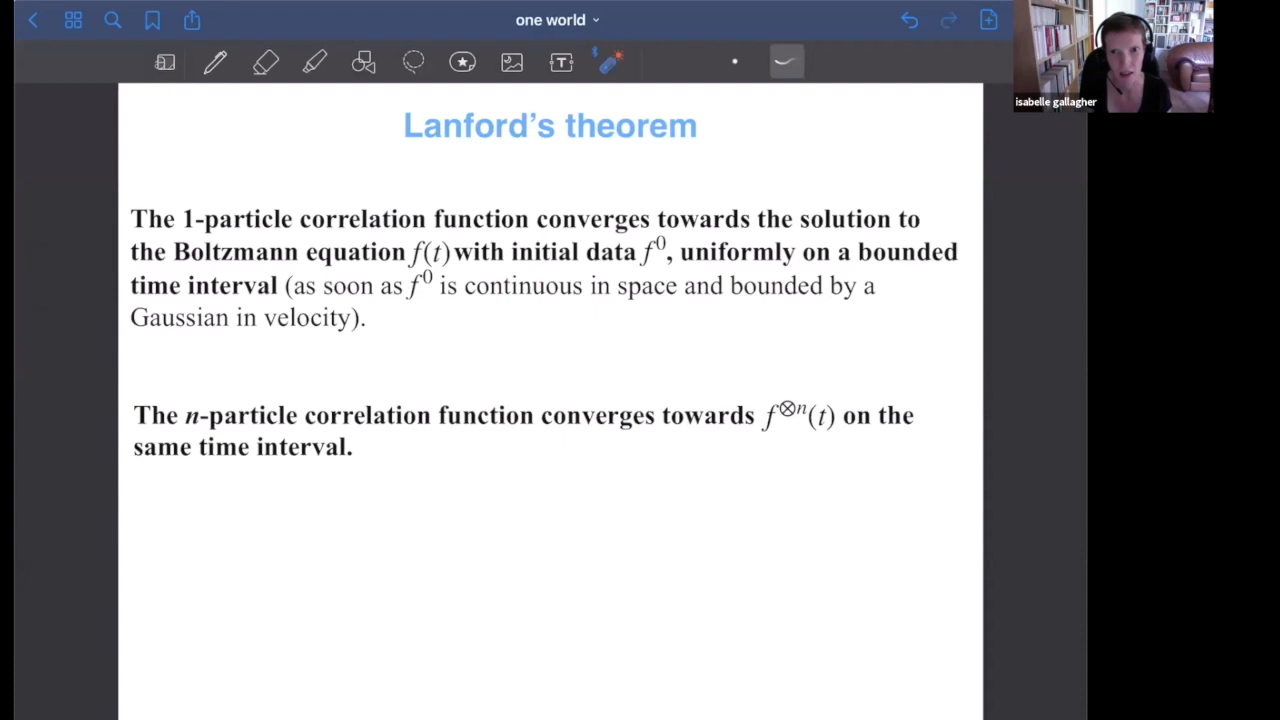 one world
isabelle gallagher
Lanford’s theorem
The 1-particle correlation function converges towards the solution to
the Boltzmann equation f(t) with initial data f⁰, uniformly on a bounded
time interval (as soon as f⁰ is continuous in space and bounded by a
Gaussian in velocity).
The n-particle correlation function converges towards f^{⊗n}(t) on the
same time interval.